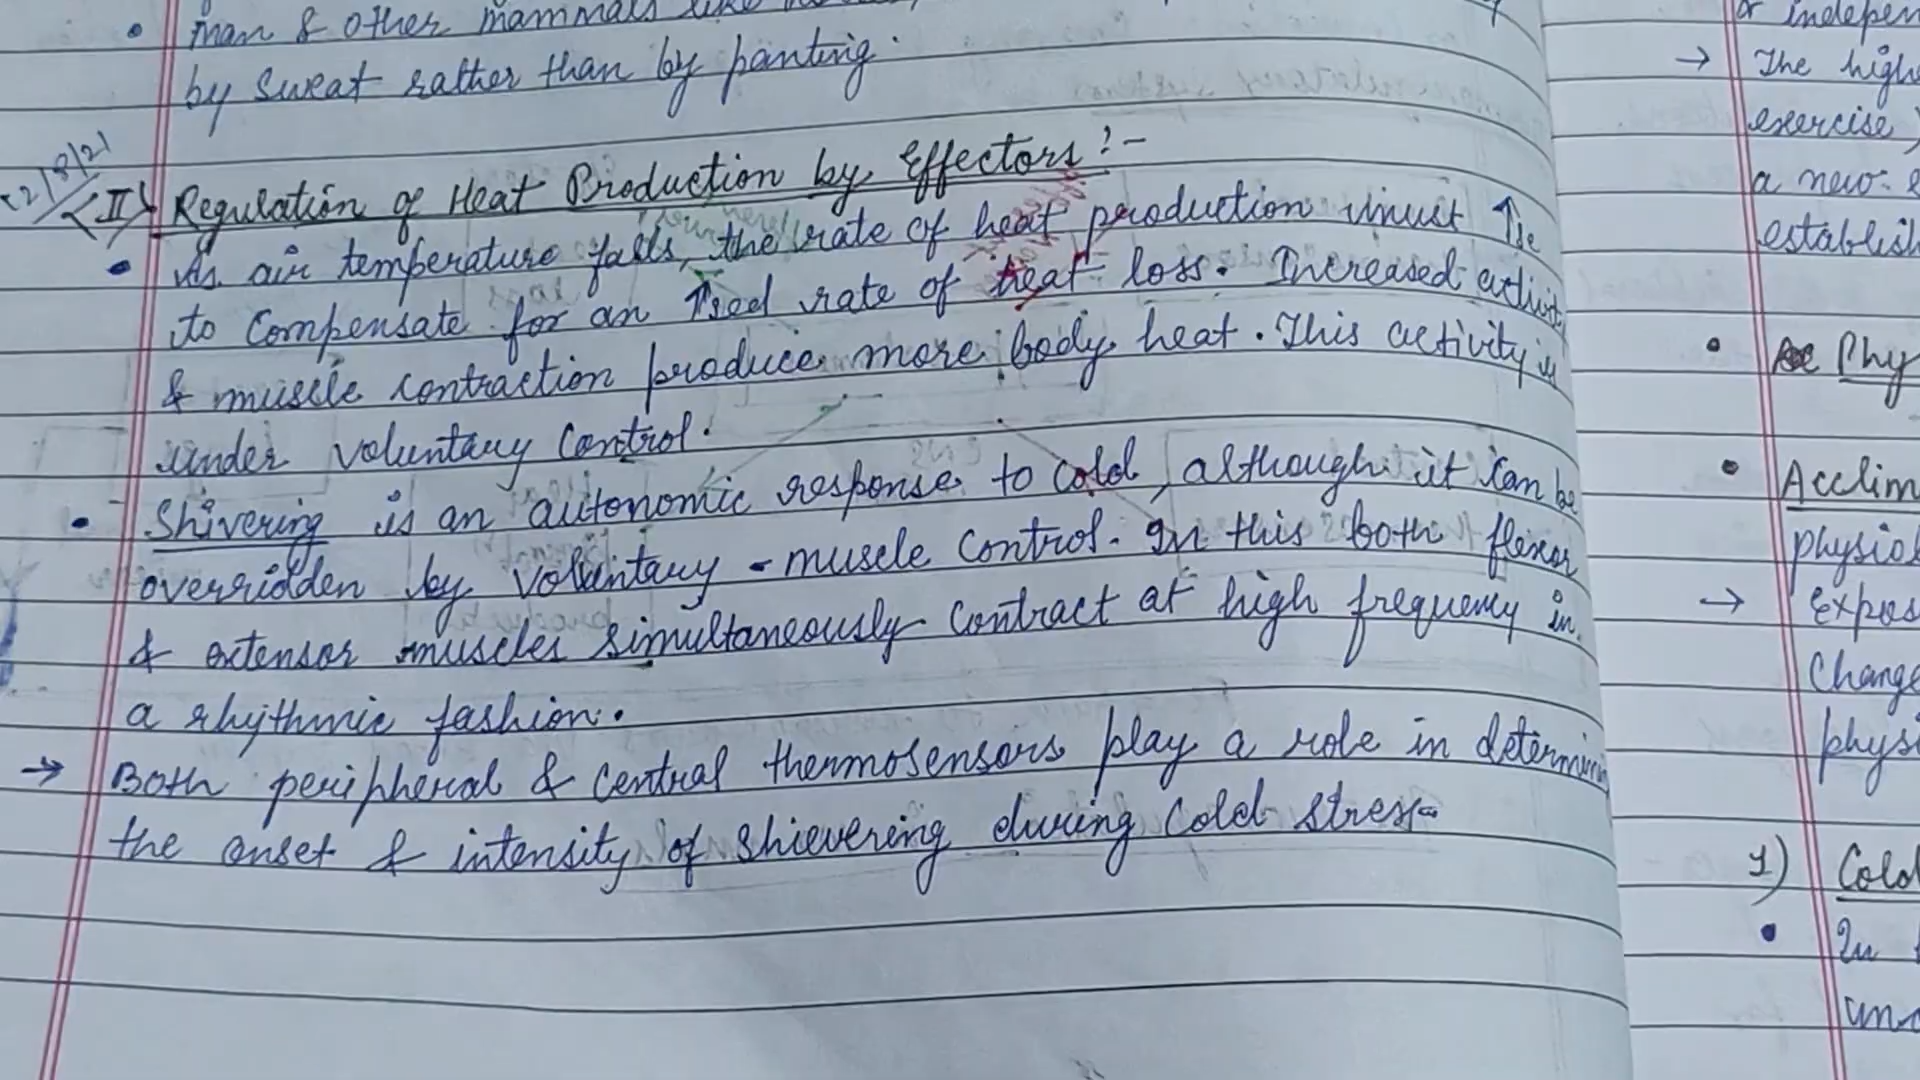 • man & other mammals like
by sweat rather than by panting.
22/8/21
<II> Regulation of Heat Production by Effectors :-
• As air temperature falls, the rate of heat production must ↑se
to compensate for an ↑sed rate of heat loss. Increased activity
& muscle contraction produce more body heat. This activity is
under voluntary control.
• Shivering is an autonomic response to cold, although it can be
overridden by voluntary - muscle control. In this both flexor
& extensor muscles simultaneously contract at high frequency in
a rhythmic fashion.
→ Both peripheral & central thermosensors play a role in determining
the onset & intensity of shievering during cold stress
or indepen
→ The high
exercise,
a new
establish
• Phy
• Acclim
physiol
→ Expos
Change
physi
1) Cold
• In
und